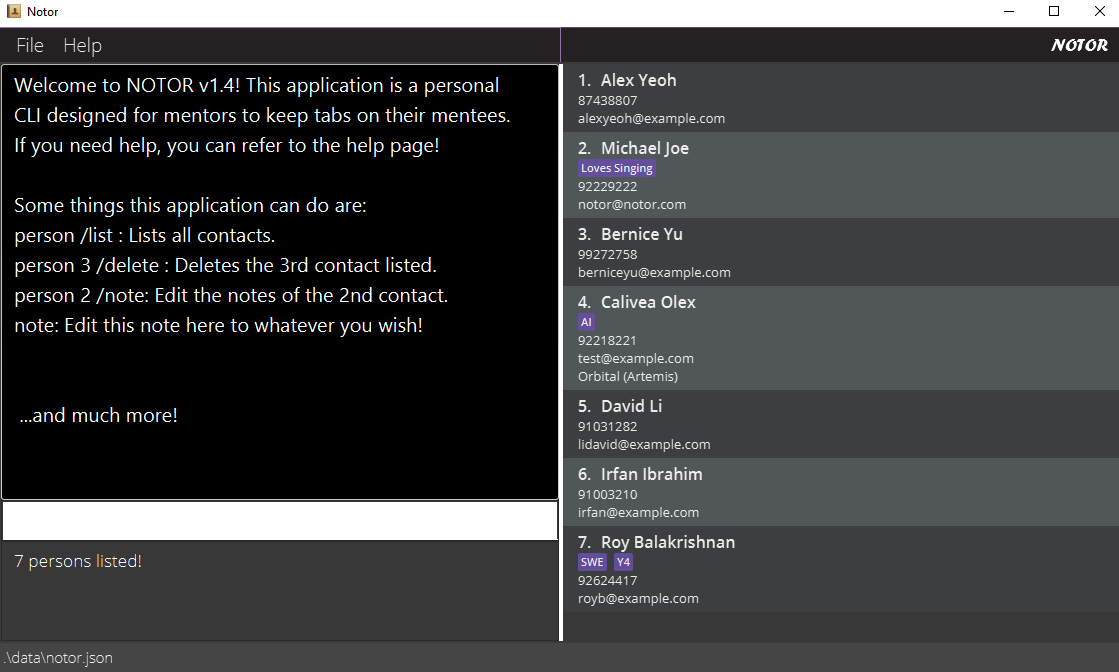 Notor
File Help
NOTOR
Welcome to NOTOR v1.4! This application is a personal
CLI designed for mentors to keep tabs on their mentees.
If you need help, you can refer to the help page!
Some things this application can do are:
person /list : Lists all contacts.
person 3 /delete : Deletes the 3rd contact listed.
person 2 /note: Edit the notes of the 2nd contact.
note: Edit this note here to whatever you wish!
...and much more!
7 persons listed!
1. Alex Yeoh
87438807
alexyeoh@example.com
2. Michael Joe
Loves Singing
92229222
notor@notor.com
3. Bernice Yu
99272758
berniceyu@example.com
4. Calivea Olex
AI
92218221
test@example.com
Orbital (Artemis)
5. David Li
91031282
lidavid@example.com
6. Irfan Ibrahim
91003210
irfan@example.com
7. Roy Balakrishnan
SWE Y4
92624417
royb@example.com
.\data\notor.json